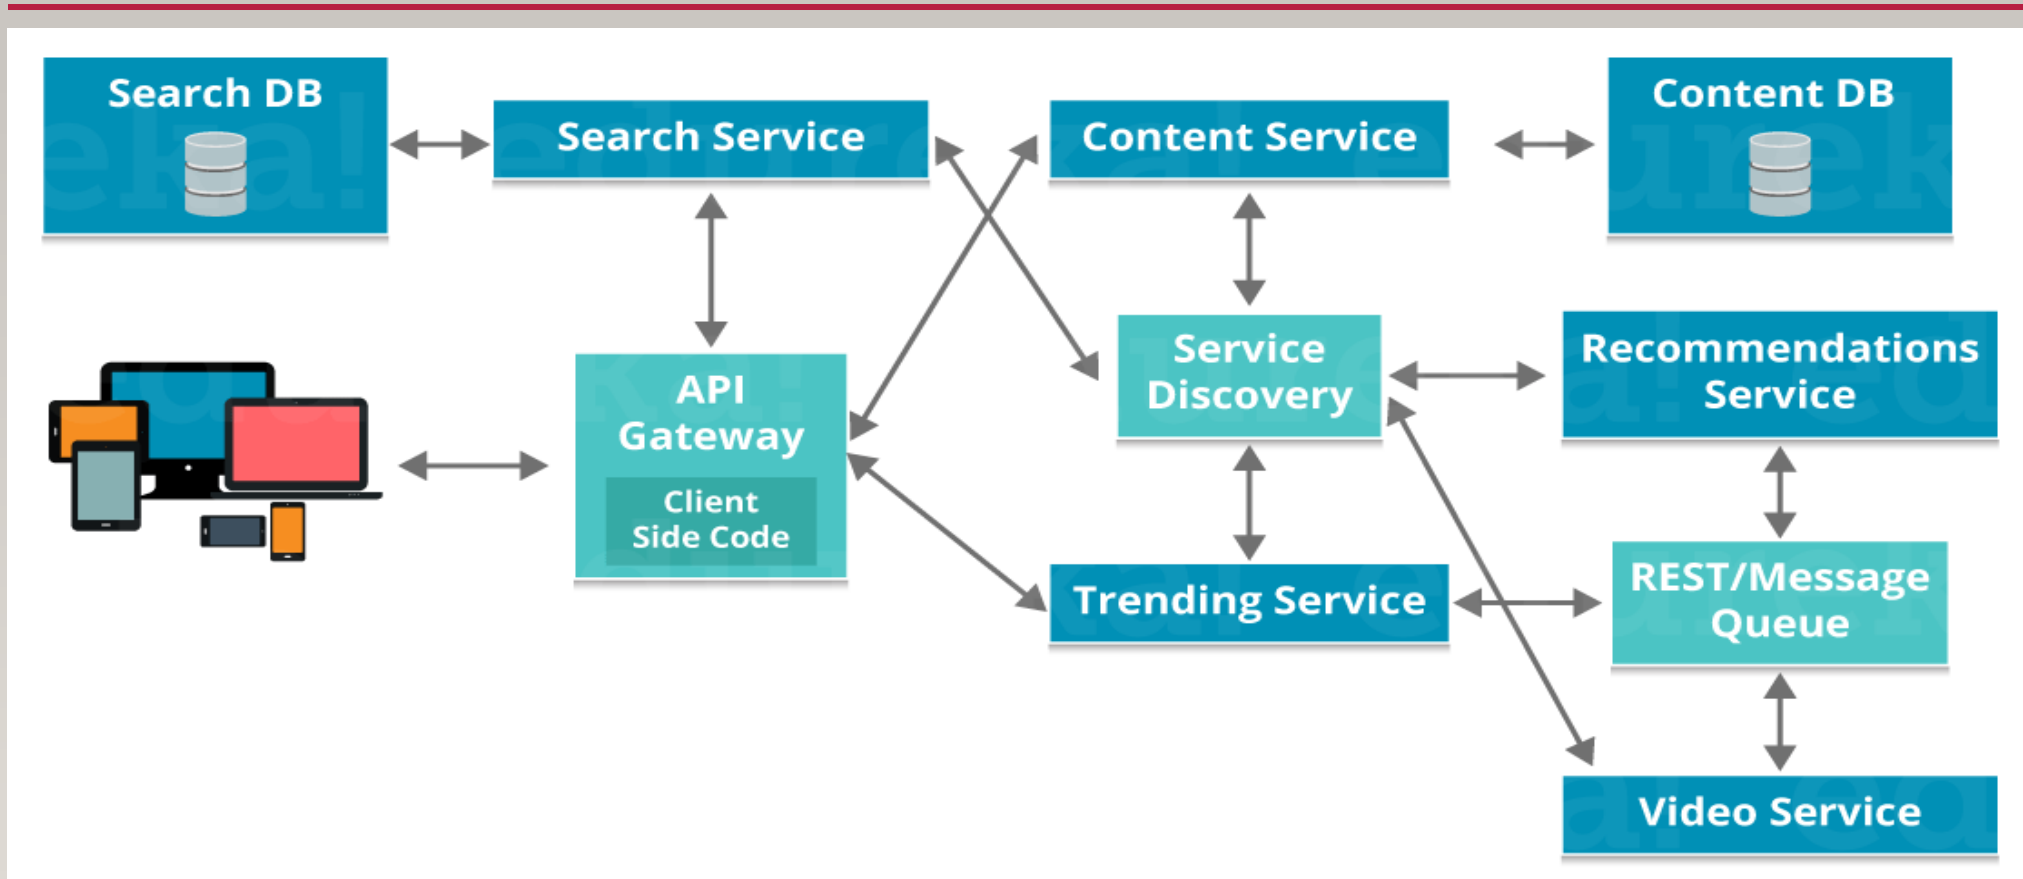 Search DB
Search Service
Content Service
Content DB
API
Gateway
Client
Side Code
Service
Discovery
Recommendations
Service
Trending Service
REST/Message
Queue
Video Service